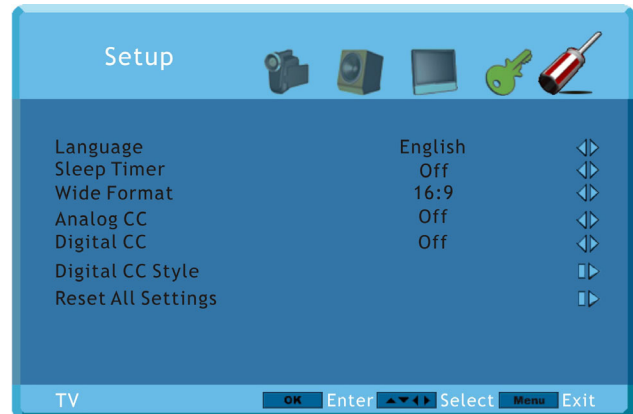 Setup
Language English
Sleep Timer Off
Wide Format 16:9
Analog CC Off
Digital CC Off
Digital CC Style
Reset All Settings
TV OK Enter Select Menu Exit